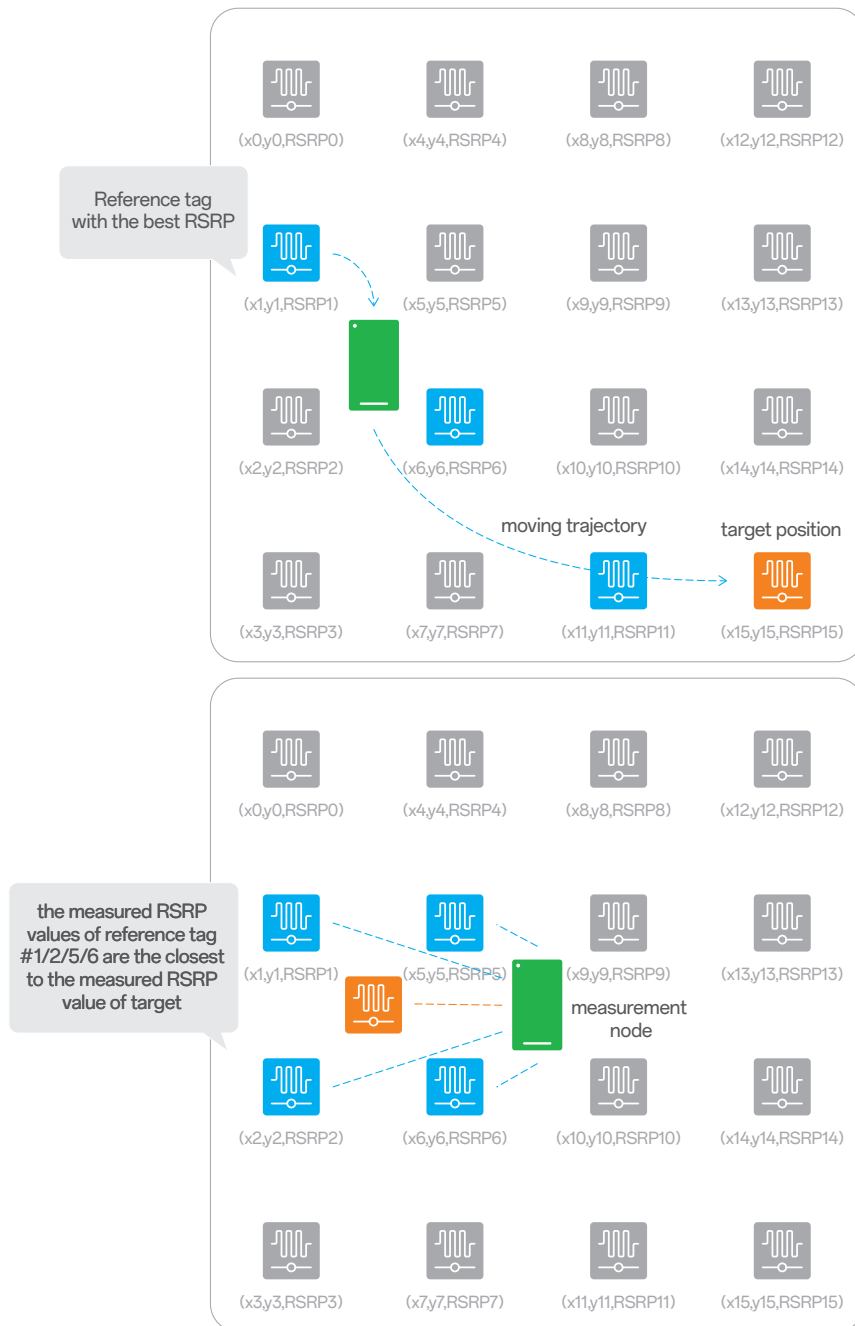 (x0,y0,RSRP0) (x4,y4,RSRP4) (x8,y8,RSRP8) (x12,y12,RSRP12)
Reference tag
with the best RSRP
(x1,y1,RSRP1) (x5,y5,RSRP5) (x9,y9,RSRP9) (x13,y13,RSRP13)
(x2,y2,RSRP2) (x6,y6,RSRP6) (x10,y10,RSRP10) (x14,y14,RSRP14)
moving trajectory target position
(x3,y3,RSRP3) (x7,y7,RSRP7) (x11,y11,RSRP11) (x15,y15,RSRP15)
(x0,y0,RSRP0) (x4,y4,RSRP4) (x8,y8,RSRP8) (x12,y12,RSRP12)
the measured RSRP
values of reference tag
#1/2/5/6 are the closest
to the measured RSRP
value of target
(x1,y1,RSRP1) (x5,y5,RSRP5) (x9,y9,RSRP9) (x13,y13,RSRP13)
measurement
node
(x2,y2,RSRP2) (x6,y6,RSRP6) (x10,y10,RSRP10) (x14,y14,RSRP14)
(x3,y3,RSRP3) (x7,y7,RSRP7) (x11,y11,RSRP11) (x15,y15,RSRP15)